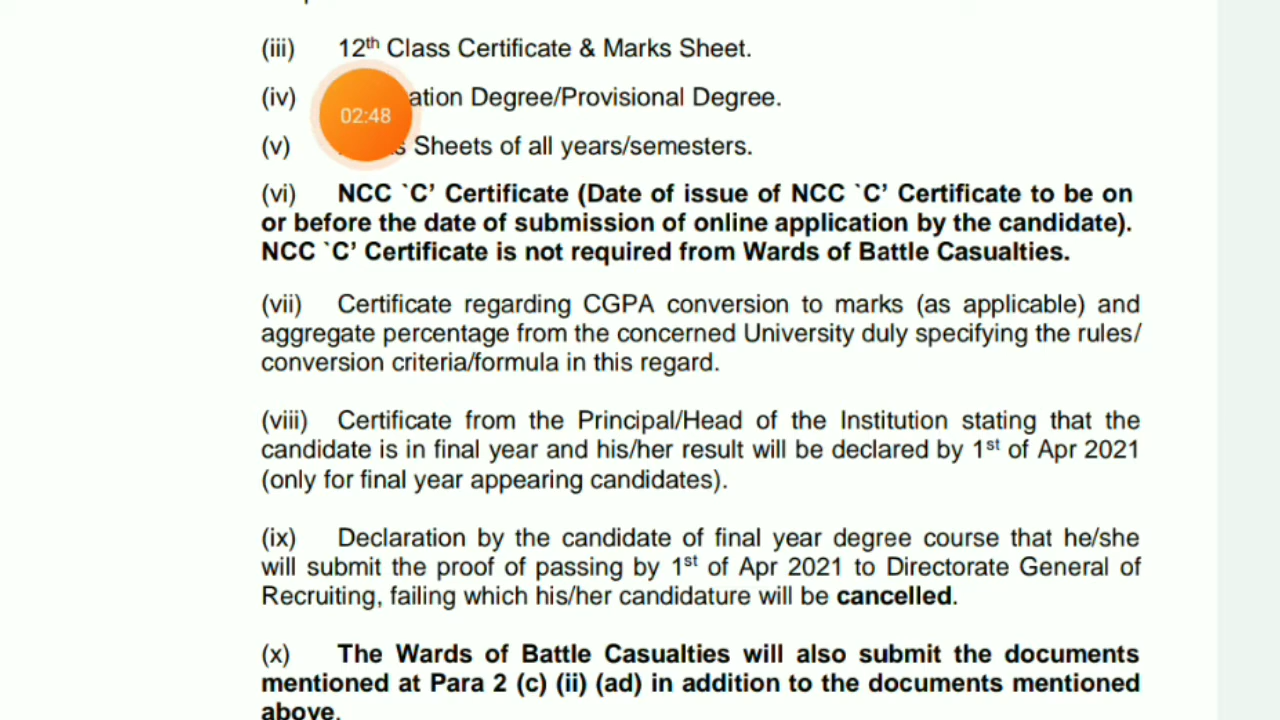 (iii) 12th Class Certificate & Marks Sheet.
(iv) ation Degree/Provisional Degree.
02:48
(v) Sheets of all years/semesters.
(vi) NCC `C’ Certificate (Date of issue of NCC `C’ Certificate to be on
or before the date of submission of online application by the candidate).
NCC `C’ Certificate is not required from Wards of Battle Casualties.
(vii) Certificate regarding CGPA conversion to marks (as applicable) and
aggregate percentage from the concerned University duly specifying the rules/
conversion criteria/formula in this regard.
(viii) Certificate from the Principal/Head of the Institution stating that the
candidate is in final year and his/her result will be declared by 1st of Apr 2021
(only for final year appearing candidates).
(ix) Declaration by the candidate of final year degree course that he/she
will submit the proof of passing by 1st of Apr 2021 to Directorate General of
Recruiting, failing which his/her candidature will be cancelled.
(x) The Wards of Battle Casualties will also submit the documents
mentioned at Para 2 (c) (ii) (ad) in addition to the documents mentioned
above.